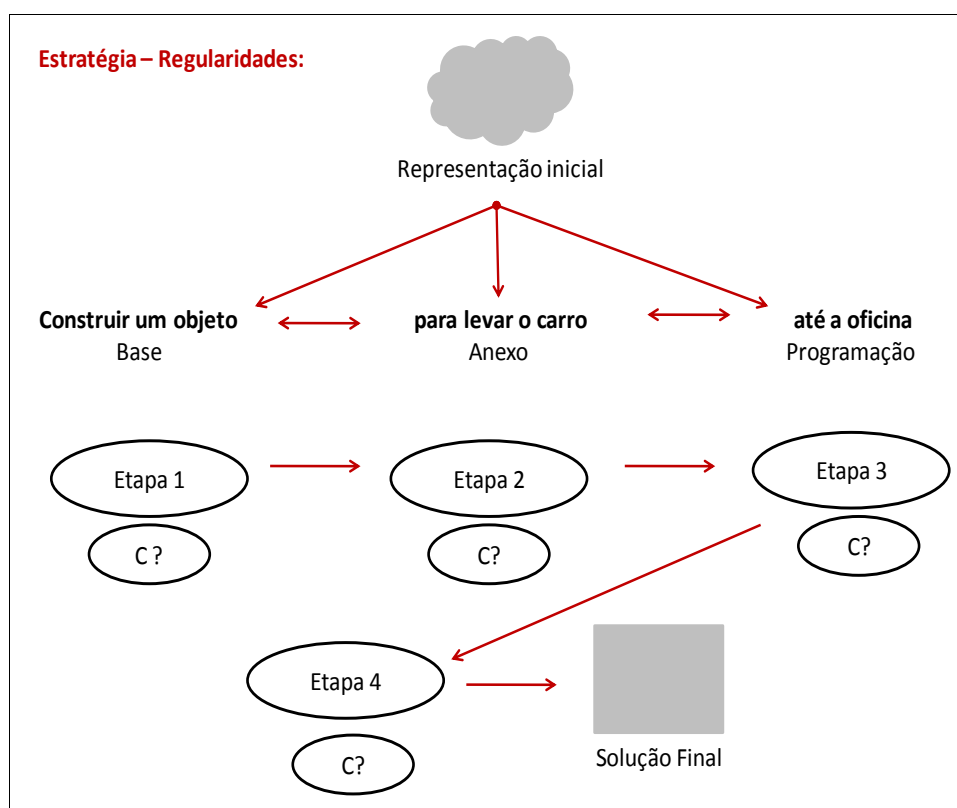 Estratégia – Regularidades:
Representação inicial
Construir um objeto
Base
para levar o carro
Anexo
até a oficina
Programação
Etapa 1
Etapa 2
Etapa 3
C ?
C?
C?
Etapa 4
C?
Solução Final